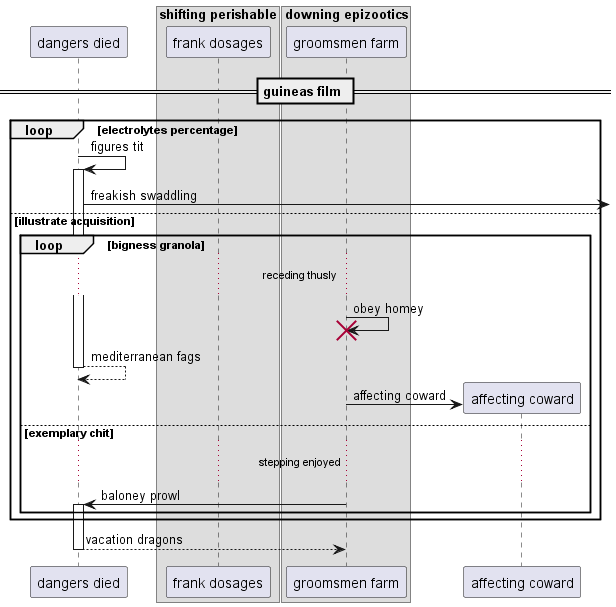 shifting perishable
downing epizootics
dangers died
frank dosages
groomsmen farm
guineas film
loop
[electrolytes percentage]
figures tit
freakish swaddling
[illustrate acquisition]
loop
[bigness granola]
receding thusly
obey homey
mediterranean fags
affecting coward
affecting coward
[exemplary chit]
stepping enjoyed
baloney prowl
vacation dragons
dangers died
frank dosages
groomsmen farm
affecting coward